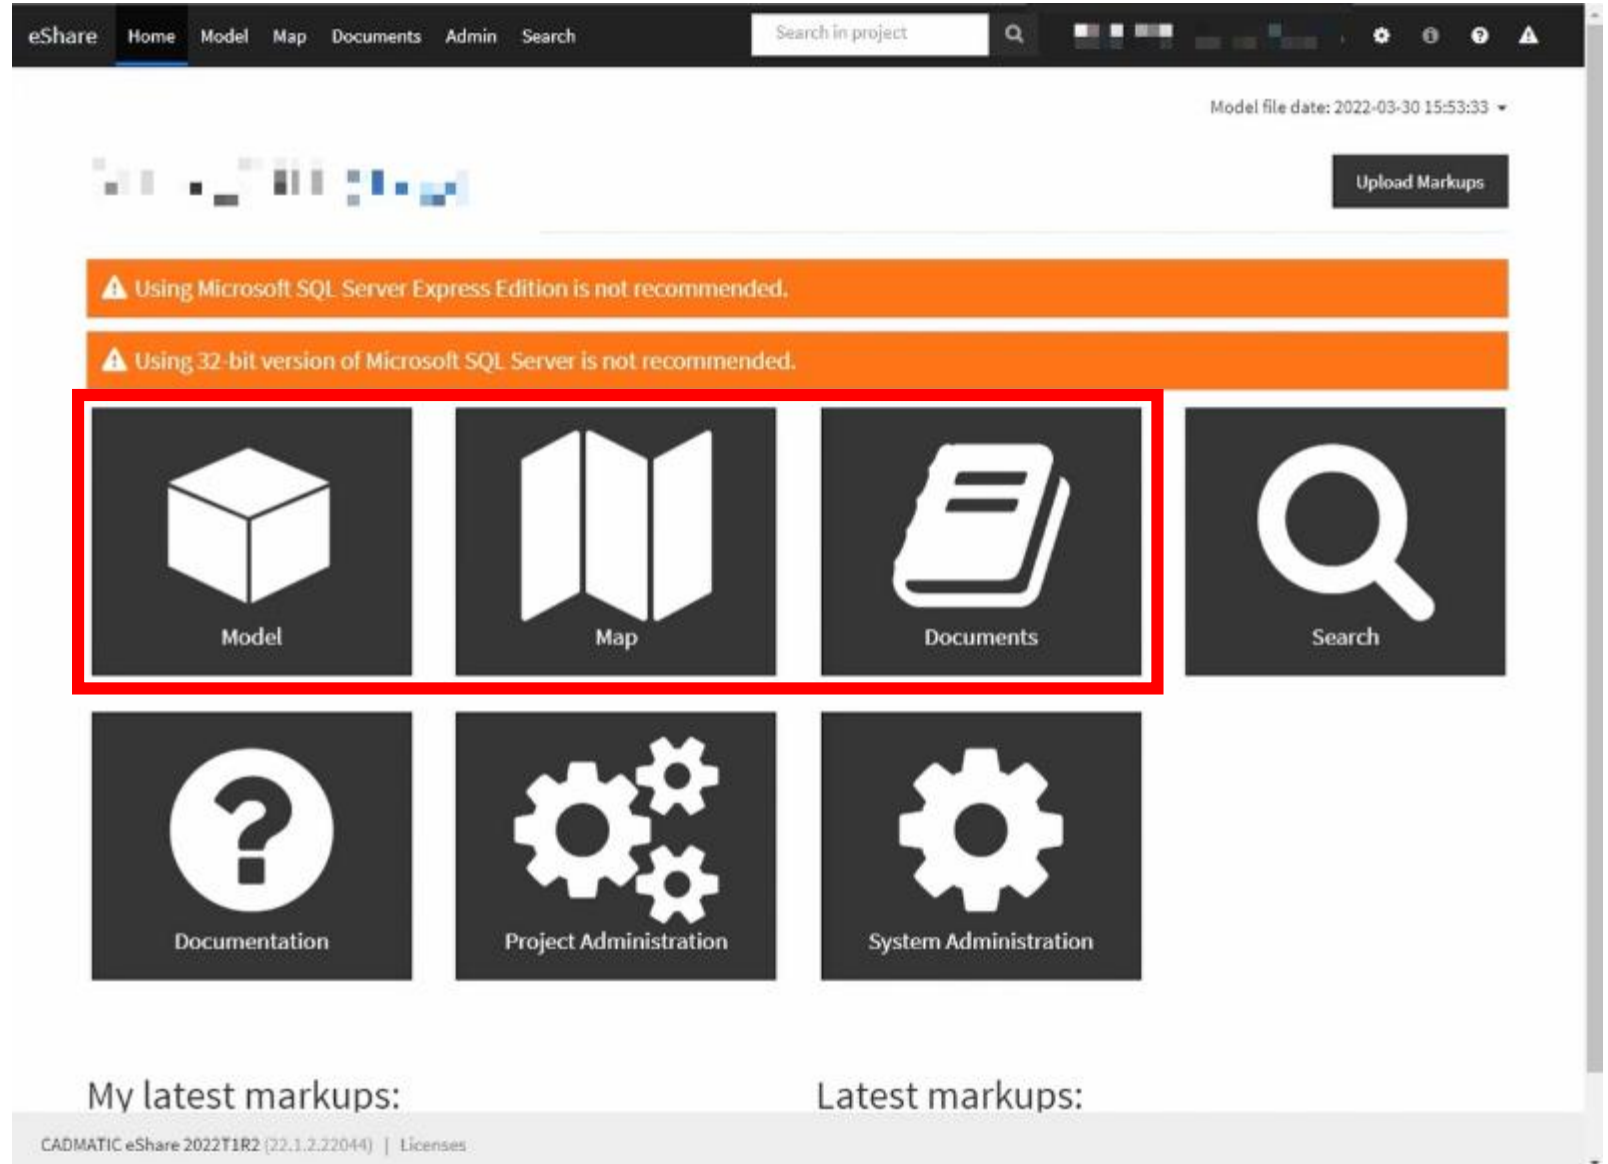 eShare Home Model Map Documents Admin Search Search in project
Model file date: 2022-03-30 15:53:33
Upload Markups
Using Microsoft SQL Server Express Edition is not recommended.
Using 32-bit version of Microsoft SQL Server is not recommended.
Model Map Documents Search
Documentation Project Administration System Administration
My latest markups: Latest markups:
CADMATIC eShare 2022T1R2 (22.1.2.22044) | Licenses